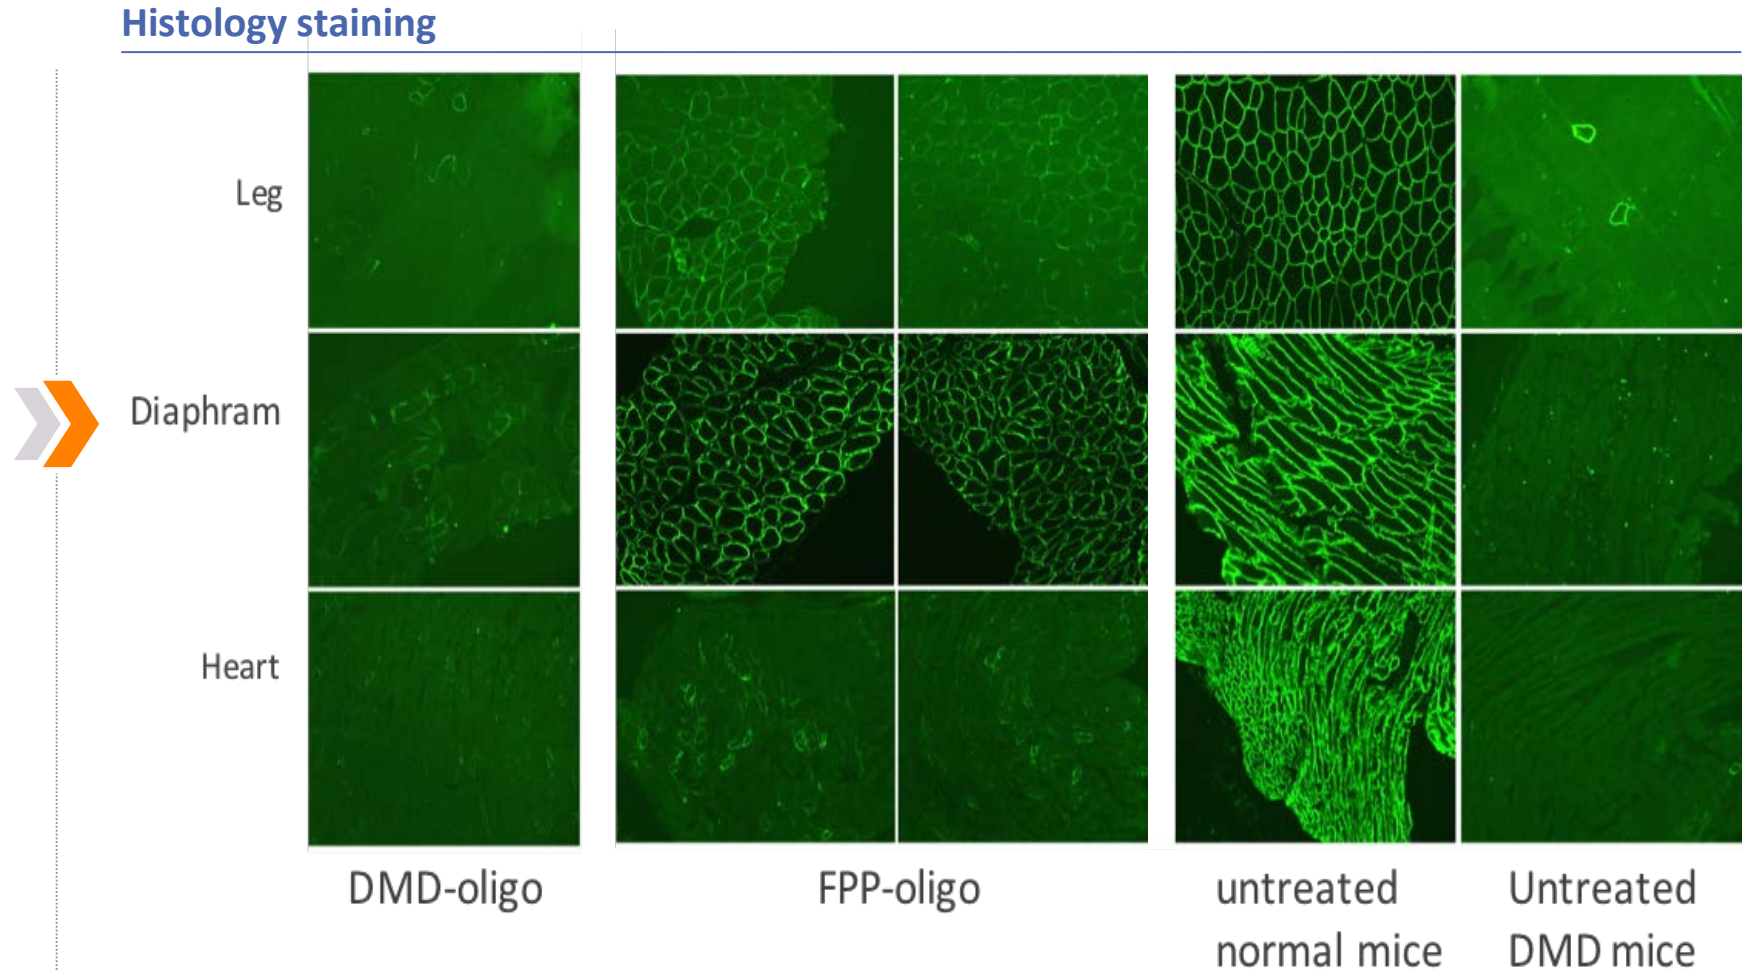 Histology staining
Leg
Diaphram
Heart
DMD-oligo
FPP-oligo
untreated
normal mice
Untreated
DMD mice